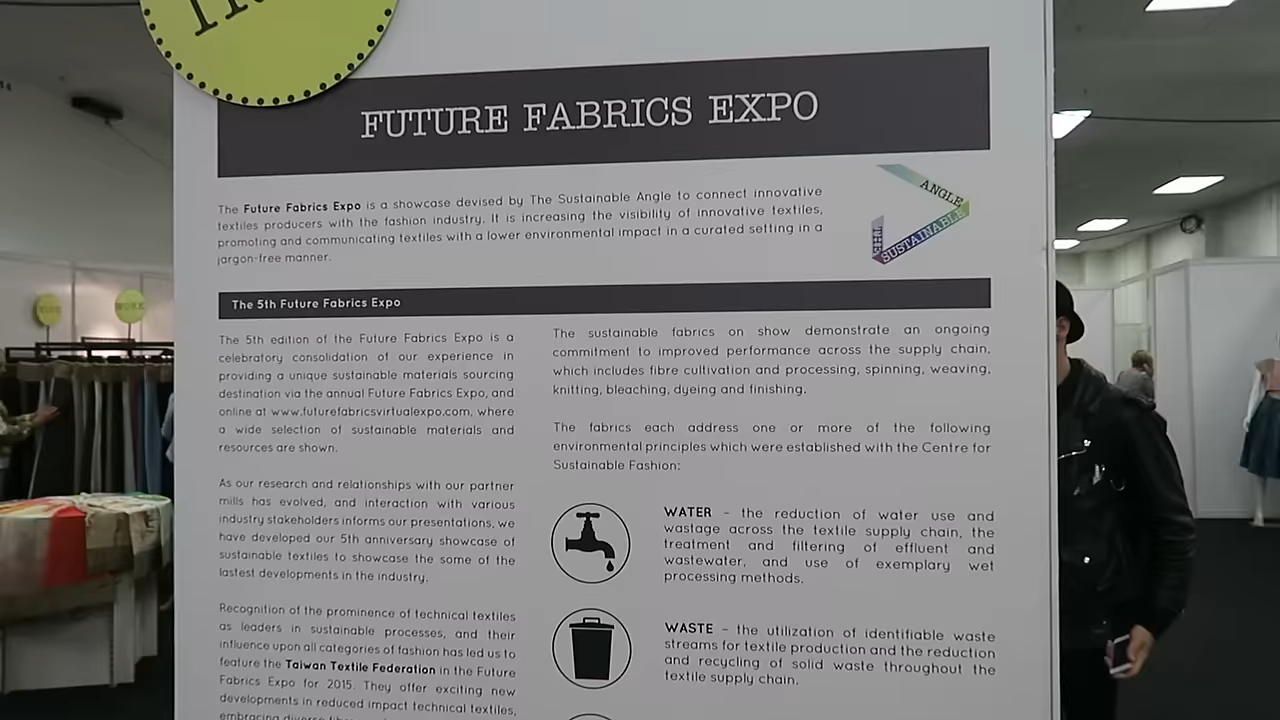 FUTURE FABRICS EXPO
The Future Fabrics Expo is a showcase devised by The Sustainable Angle to connect innovative
textiles producers with the fashion industry. It is increasing the visibility of innovative textiles,
promoting and communicating textiles with a lower environmental impact in a curated setting in a
jargon-free manner.
ANGLE
THE
SUSTAINABLE
The 5th Future Fabrics Expo
The 5th edition of the Future Fabrics Expo is a
celebratory consolidation of our experience in
providing a unique sustainable materials sourcing
destination via the annual Future Fabrics Expo, and
online at www.futurefabricsvirtualexpo.com, where
a wide selection of sustainable materials and
resources are shown.
As our research and relationships with our partner
mills has evolved, and interaction with various
industry stakeholders informs our presentations, we
have developed our 5th anniversary showcase of
sustainable textiles to showcase the some of the
lastest developments in the industry.
Recognition of the prominence of technical textiles
as leaders in sustainable processes, and their
influence upon all categories of fashion has led us to
feature the Taiwan Textile Federation in the Future
Fabrics Expo for 2015. They offer exciting new
developments in reduced impact technical textiles,
embracing diverse
The sustainable fabrics on show demonstrate an ongoing
commitment to improved performance across the supply chain,
which includes fibre cultivation and processing, spinning, weaving,
knitting, bleaching, dyeing and finishing.
The fabrics each address one or more of the following
environmental principles which were established with the Centre for
Sustainable Fashion:
WATER – the reduction of water use and
wastage across the textile supply chain, the
treatment and filtering of effluent and
wastewater, and use of exemplary wet
processing methods.
WASTE – the utilization of identifiable waste
streams for textile production and the reduction
and recycling of solid waste throughout the
textile supply chain.